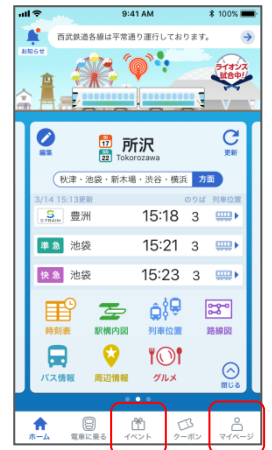 9:41 AM 100%
お知らせ
西武鉄道各線は平常通り運行しております。
ライオンズ
試合中!
編集
SI
17
SS
22
所沢
Tokorozawa
更新
秋津・池袋・新木場・渋谷・横浜 方面
3/14 15:13更新 のりば 列車位置
S-TRAIN 豊洲 15:18 3
準急 池袋 15:21 3
快急 池袋 15:23 3
時刻表 駅構内図 列車位置 路線図
バス情報 周辺情報 グルメ 閉じる
ホーム 電車に乗る イベント クーポン マイページ